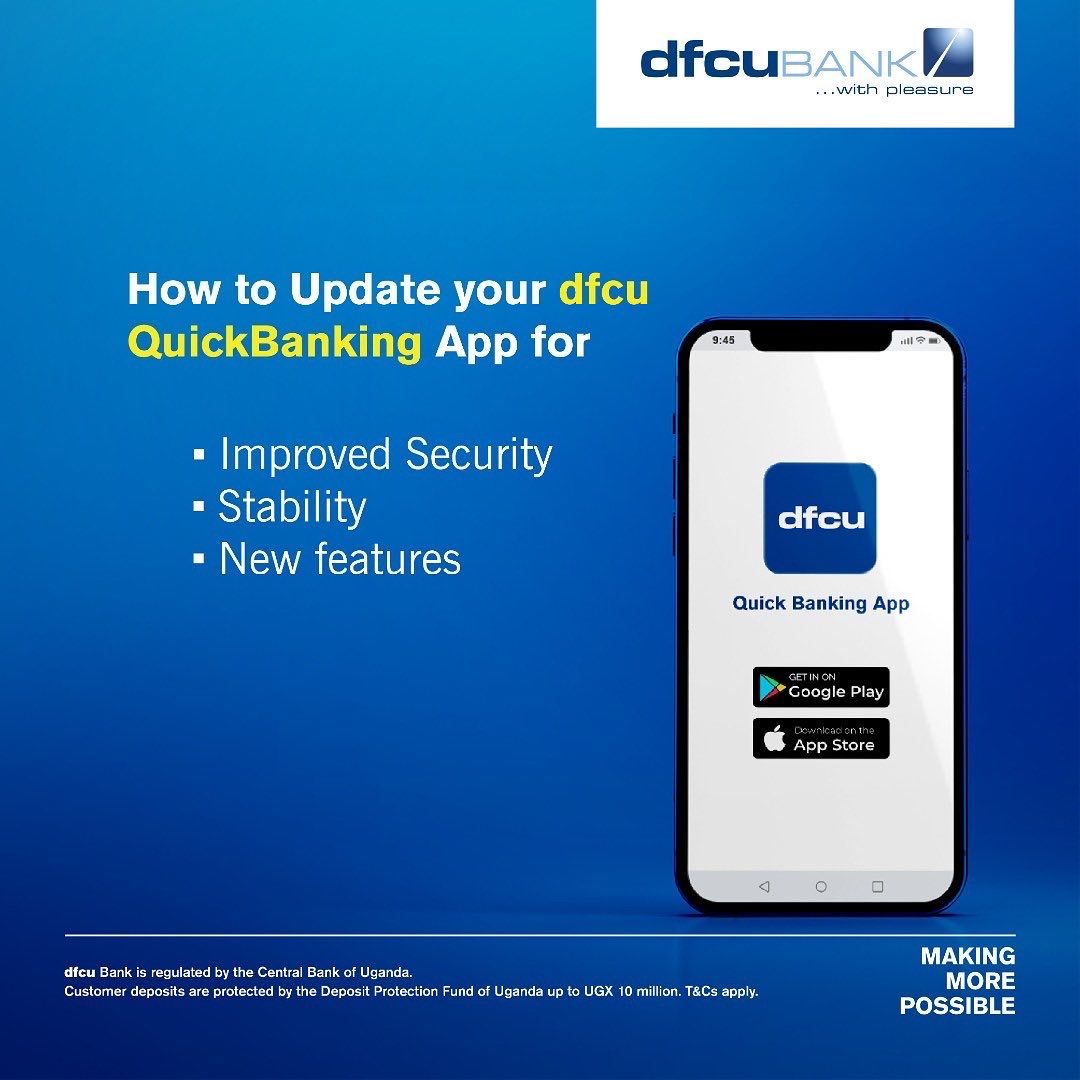 dfcu BANK
...with pleasure
How to Update your dfcu
QuickBanking App for
▪ Improved Security
▪ Stability
▪ New features
9:45
dfcu
Quick Banking App
GET IN ON
Google Play
Download on the
App Store
dfcu Bank is regulated by the Central Bank of Uganda.
Customer deposits are protected by the Deposit Protection Fund of Uganda up to UGX 10 million. T&Cs apply.
MAKING
MORE
POSSIBLE